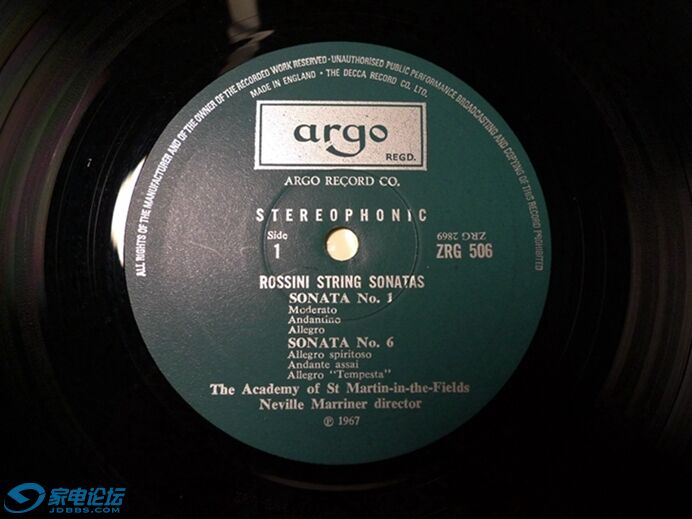 ALL RIGHTS OF THE MANUFACTURER AND OF THE OWNER OF THE RECORDED WORK RESERVED · UNAUTHORISED PUBLIC PERFORMANCE BROADCASTING AND COPYING OF THIS RECORD PROHIBITED
MADE IN ENGLAND · THE DECCA RECORD CO. LTD.
argo
REGD.
ARGO RECORD CO.
STEREOPHONIC
Side
1
ZRG 2869
ZRG 506
ROSSINI STRING SONATAS
SONATA No. 1
Moderato
Andantino
Allegro
SONATA No. 6
Allegro spiritoso
Andante assai
Allegro "Tempesta"
The Academy of St Martin-in-the-Fields
Neville Marriner director
℗ 1967
家电论坛
JDBBS.COM